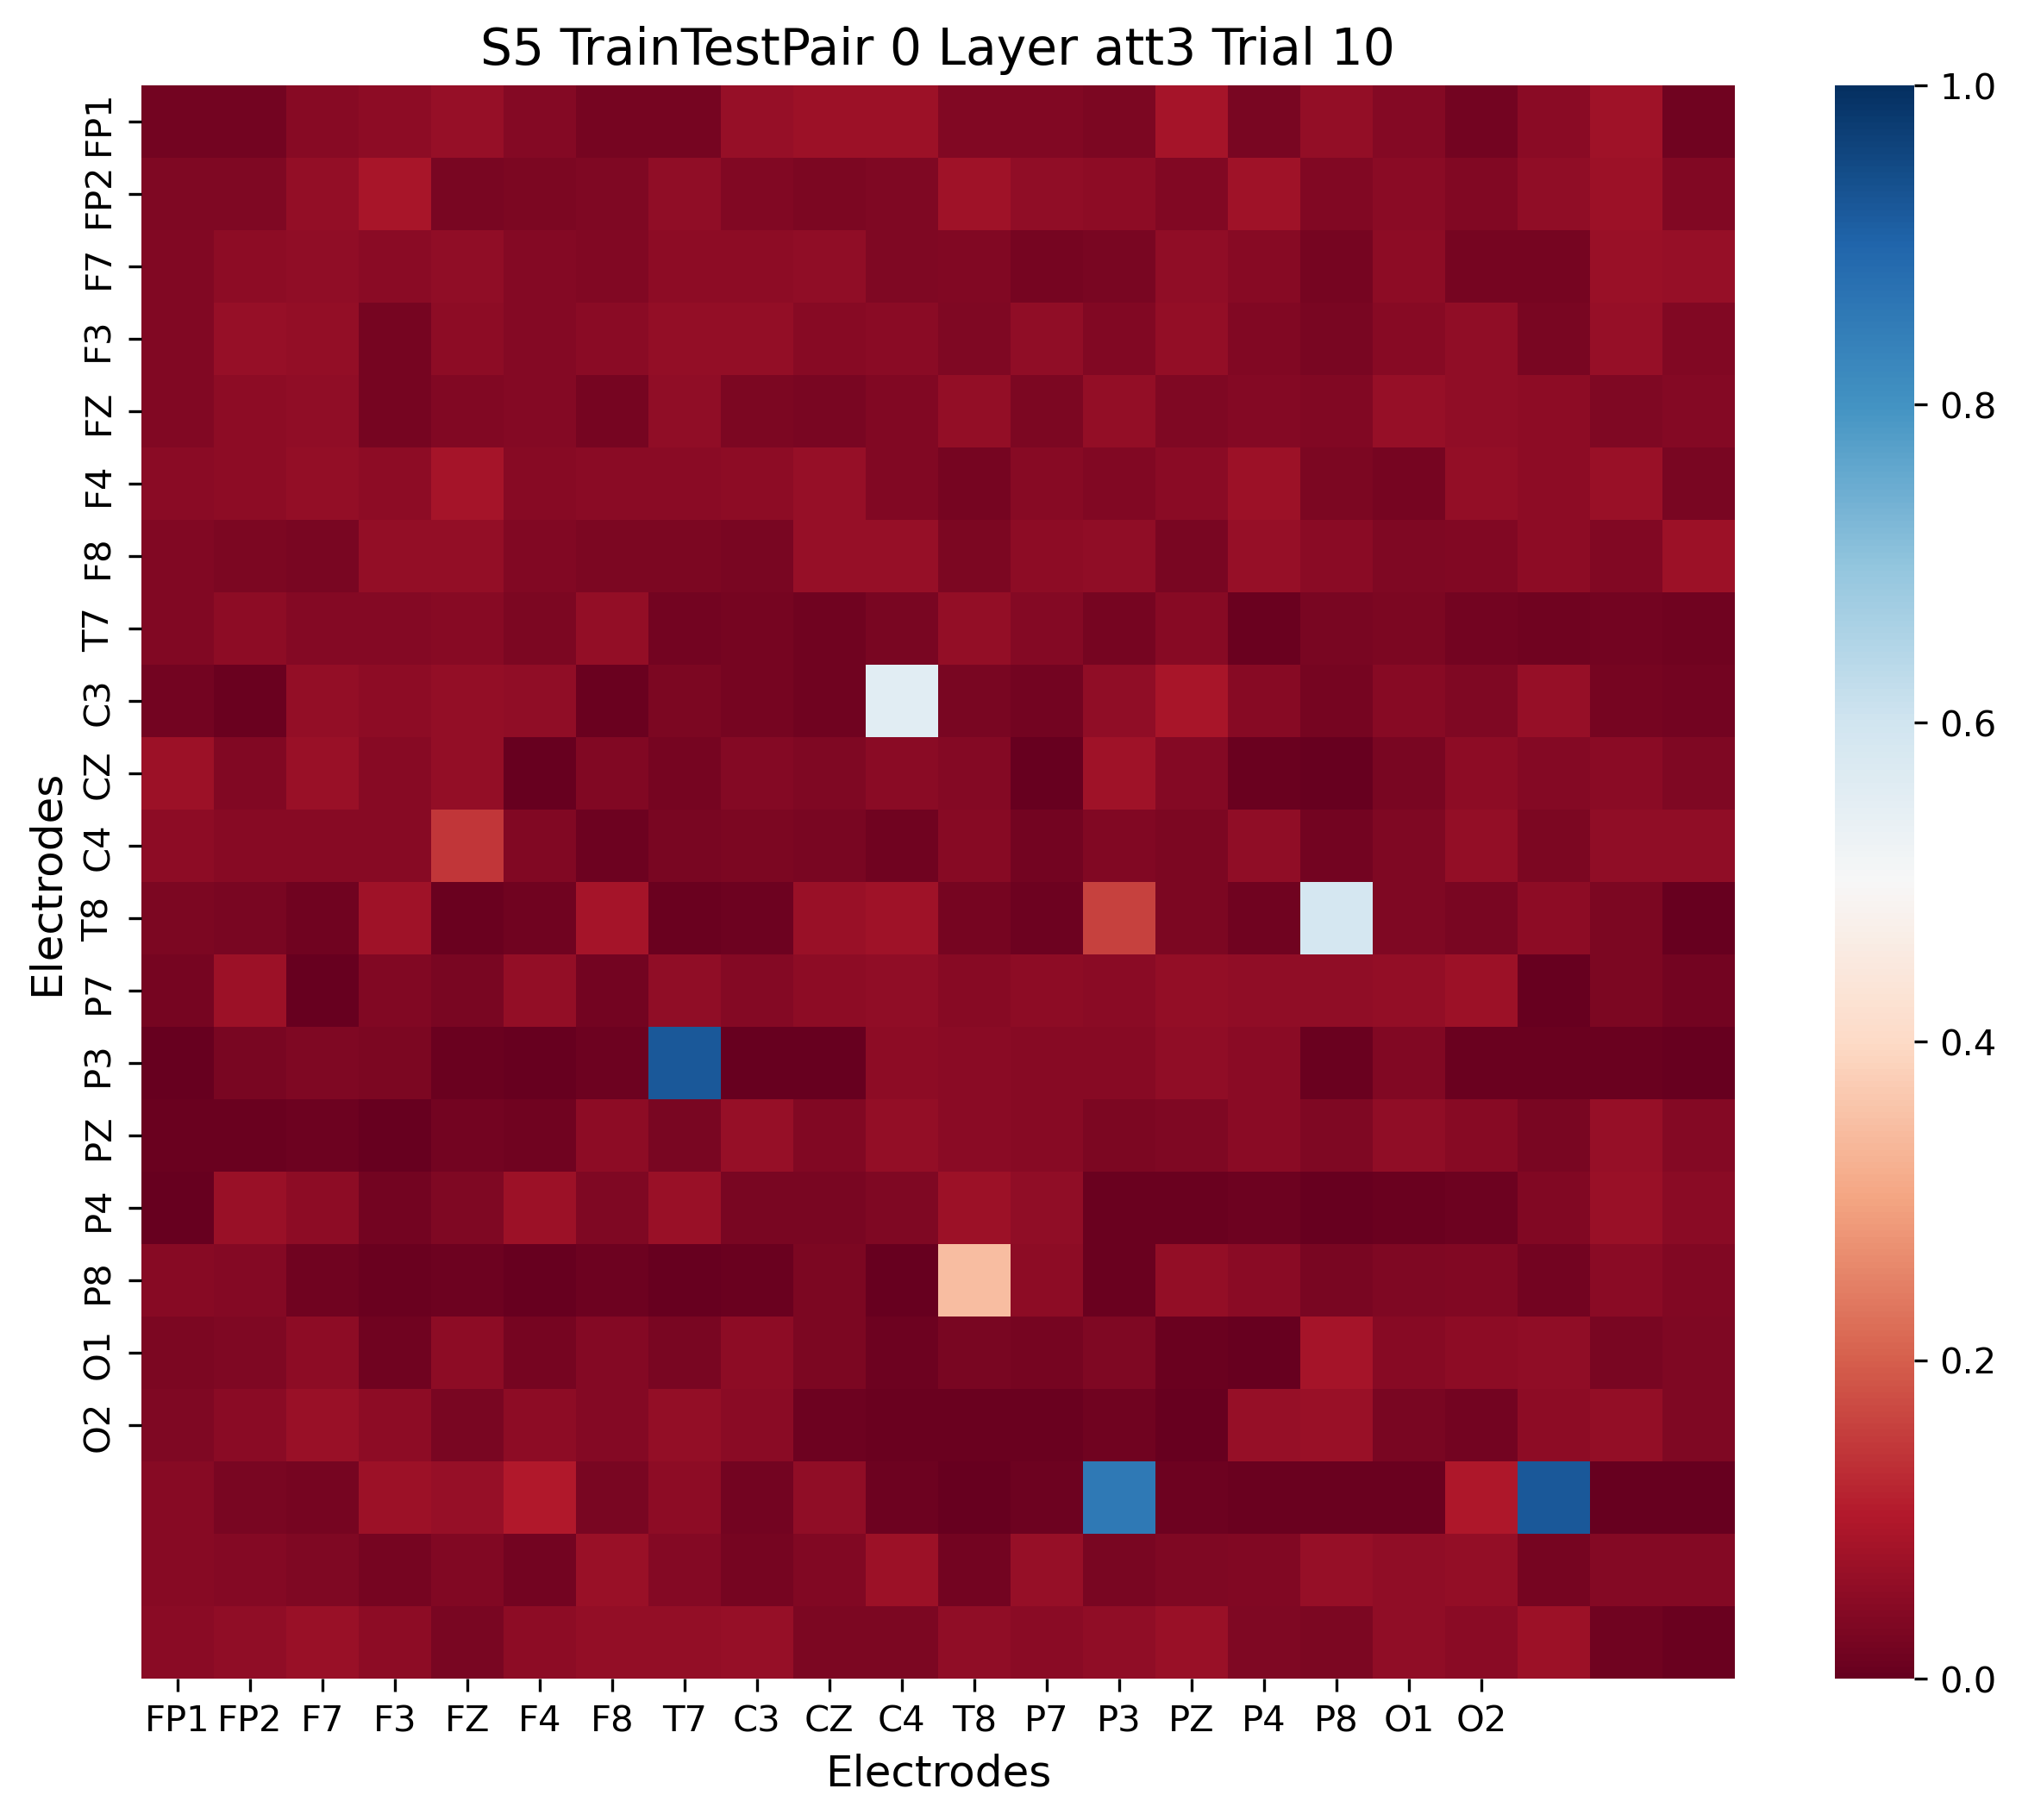 S5 TrainTestPair 0 Layer att3 Trial 10
Electrodes
FP1
FP2
F7
F3
FZ
F4
F8
T7
C3
CZ
C4
T8
P7
P3
PZ
P4
P8
O1
O2
FP1 FP2 F7 F3 FZ F4 F8 T7 C3 CZ C4 T8 P7 P3 PZ P4 P8 O1 O2
Electrodes
1.0
0.8
0.6
0.4
0.2
0.0